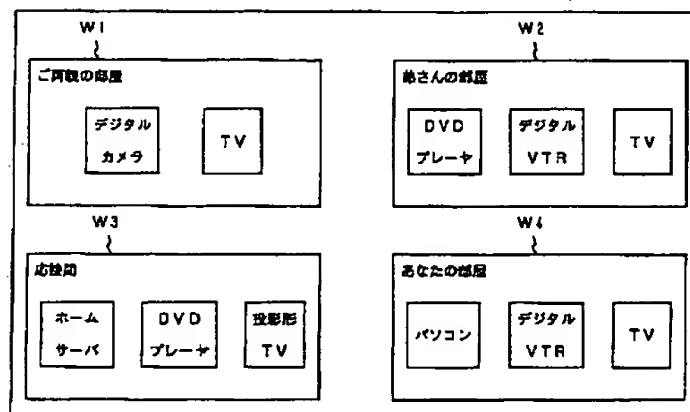 W1
ご両親の部屋
デジタル
カメラ
TV
W2
弟さんの部屋
DVD
プレーヤ
デジタル
VTR
TV
W3
応接間
ホーム
サーバ
DVD
プレーヤ
投影形
TV
W4
あなたの部屋
パソコン
デジタル
VTR
TV